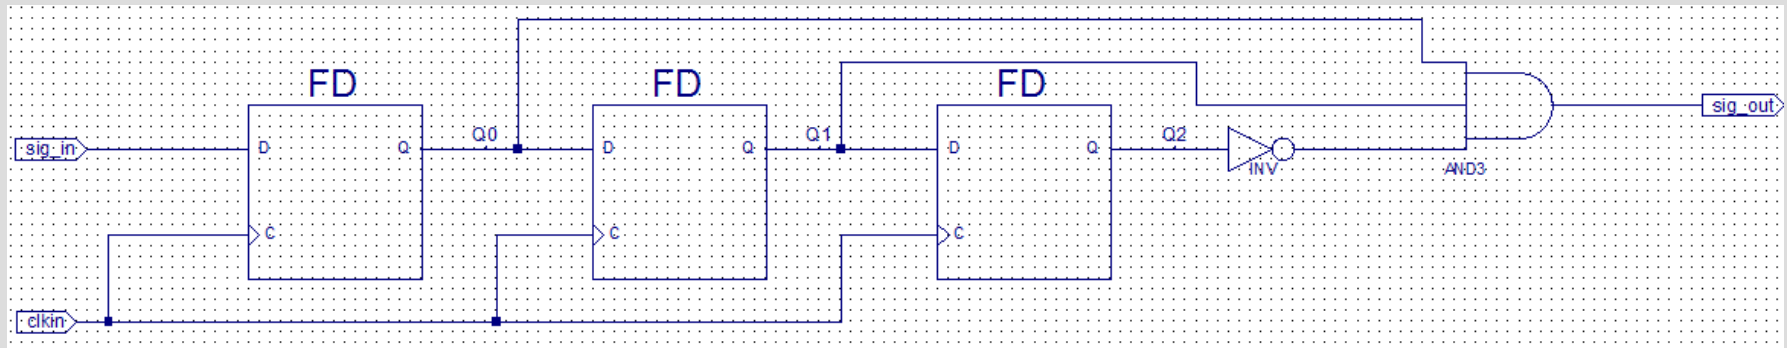 FD FD FD
Q0 Q1 Q2 sig_out
sig_in D Q D Q D Q
INV AND3
C C C
clkin